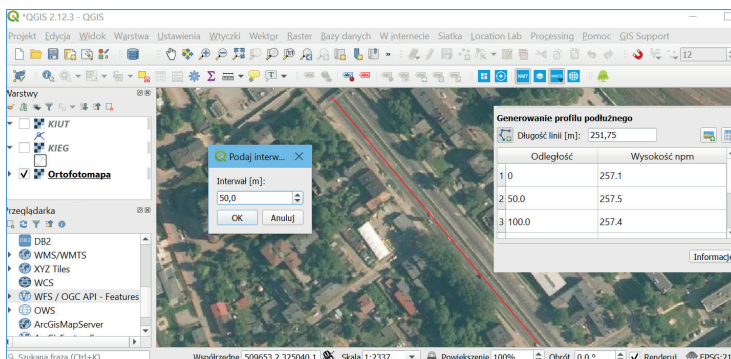 *QGIS 2.12.3 - QGIS
Projekt Edycja Widok Warstwa Ustawienia Wtyczki Wektor Raster Bazy danych W internecie Siatka Location Lab Processing Pomoc GIS Support
12
Warstwy
KIUT
KIEG
Ortofotomapa
Przeglądarka
DB2
WMS/WMTS
XYZ Tiles
WCS
WFS / OGC API - Features
OWS
ArcGisMapServer
Szukana fraza (Ctrl+K)
Podaj interw...
Interwał [m]:
50,0
OK Anuluj
Generowanie profilu podłużnego
Długość linii [m]: 251,75
Odległość Wysokość npm
1 0 257.1
2 50.0 257.5
3 100.0 257.4
Informacje
Współrzędne 509653.2,325040.1 Skala 1:2337 Powiększenie 100% Obrót 0,0 ° Renderuj EPSG:21